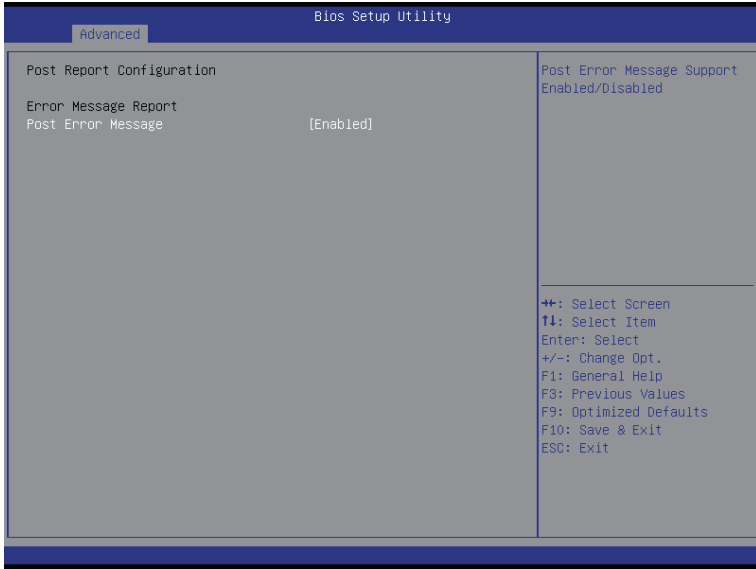 Bios Setup Utility
Advanced
Post Report Configuration
Error Message Report
Post Error Message [Enabled]
Post Error Message Support
Enabled/Disabled
→←: Select Screen
↑↓: Select Item
Enter: Select
+/-: Change Opt.
F1: General Help
F3: Previous Values
F9: Optimized Defaults
F10: Save & Exit
ESC: Exit